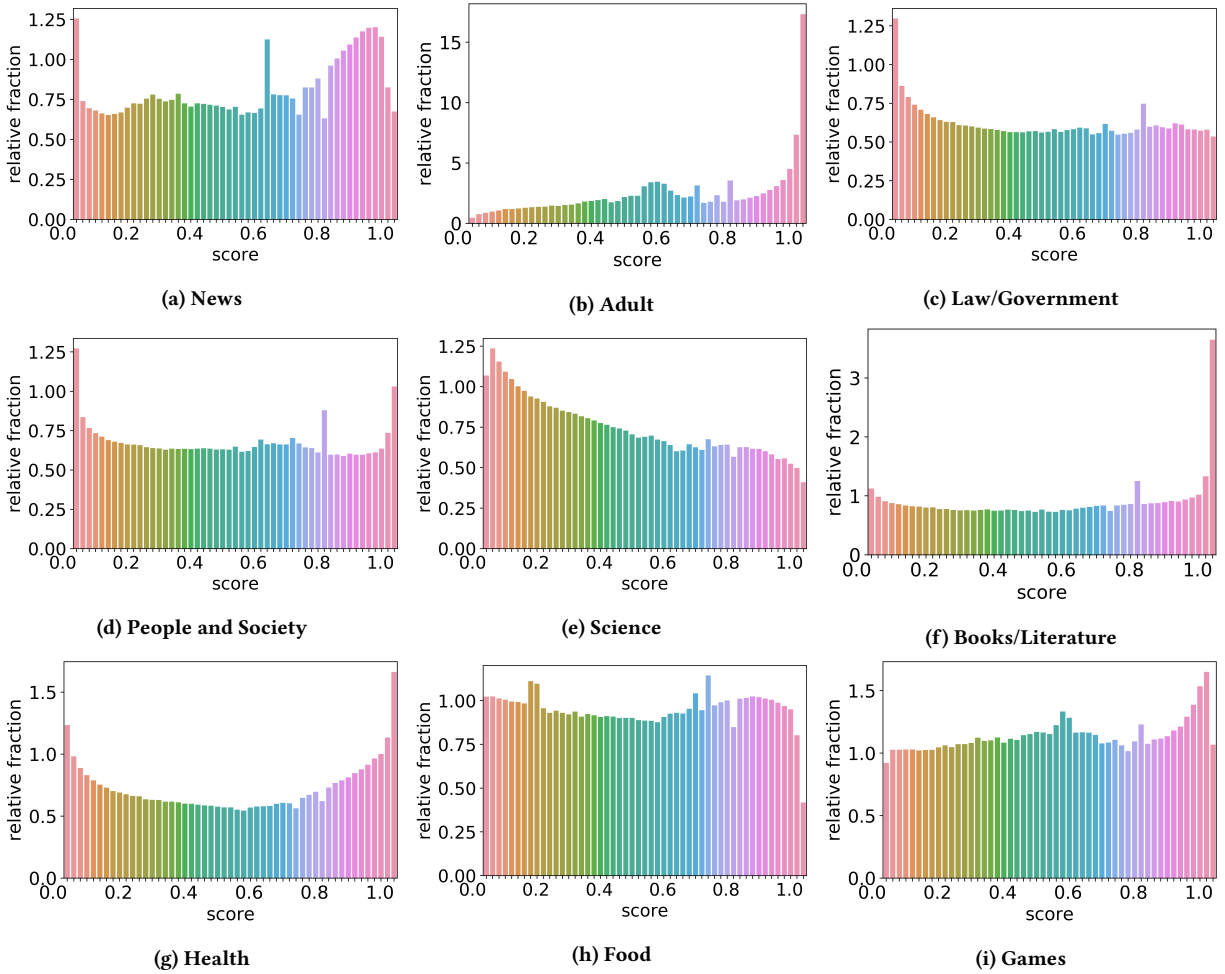 relative fraction
1.25
1.00
0.75
0.50
0.25
0.00
0.0 0.2 0.4 0.6 0.8 1.0
score
(a) News
relative fraction
15
10
5
0
0.0 0.2 0.4 0.6 0.8 1.0
score
(b) Adult
relative fraction
1.25
1.00
0.75
0.50
0.25
0.00
0.0 0.2 0.4 0.6 0.8 1.0
score
(c) Law/Government
relative fraction
1.25
1.00
0.75
0.50
0.25
0.00
0.0 0.2 0.4 0.6 0.8 1.0
score
(d) People and Society
relative fraction
1.25
1.00
0.75
0.50
0.25
0.00
0.0 0.2 0.4 0.6 0.8 1.0
score
(e) Science
relative fraction
3
2
1
0
0.0 0.2 0.4 0.6 0.8 1.0
score
(f) Books/Literature
relative fraction
1.5
1.0
0.5
0.0
0.0 0.2 0.4 0.6 0.8 1.0
score
(g) Health
relative fraction
1.00
0.75
0.50
0.25
0.00
0.0 0.2 0.4 0.6 0.8 1.0
score
(h) Food
relative fraction
1.5
1.0
0.5
0.0
0.0 0.2 0.4 0.6 0.8 1.0
score
(i) Games